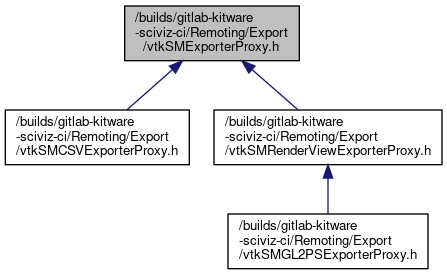 /builds/gitlab-kitware
-sciviz-ci/Remoting/Export
/vtkSMExporterProxy.h
/builds/gitlab-kitware
-sciviz-ci/Remoting/Export
/vtkSMCSVExporterProxy.h
/builds/gitlab-kitware
-sciviz-ci/Remoting/Export
/vtkSMRenderViewExporterProxy.h
/builds/gitlab-kitware
-sciviz-ci/Remoting/Export
/vtkSMGL2PSExporterProxy.h